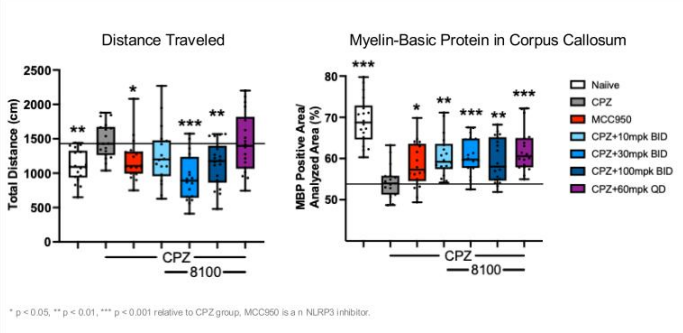 Distance Traveled
Total Distance (cm)
2500
2000
1500
1000
500
0
**
*
***
**
CPZ
8100
Myelin-Basic Protein in Corpus Callosum
MBP Positive Area/
Analyzed Area (%)
80
70
60
50
***
*
**
***
**
***
CPZ
8100
Naiive
CPZ
MCC950
CPZ+10mpk BID
CPZ+30mpk BID
CPZ+100mpk BID
CPZ+60mpk QD
* p < 0.05, ** p < 0.01, *** p < 0.001 relative to CPZ group, MCC950 is a n NLRP3 inhibitor.